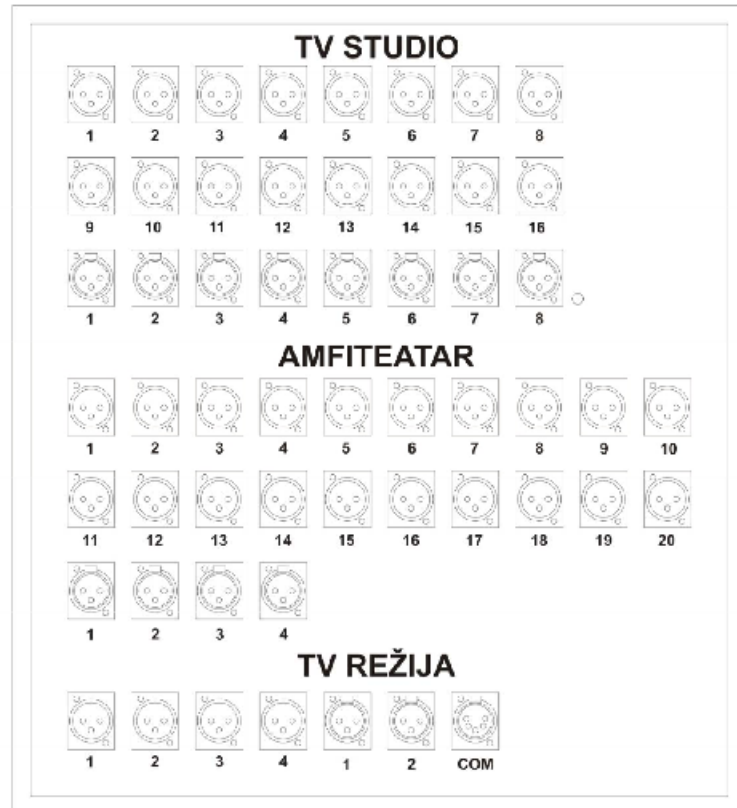 TV STUDIO
1 2 3 4 5 6 7 8
9 10 11 12 13 14 15 16
1 2 3 4 5 6 7 8
AMFITEATAR
1 2 3 4 5 6 7 8 9 10
11 12 13 14 15 16 17 18 19 20
1 2 3 4
TV REŽIJA
1 2 3 4 1 2 COM